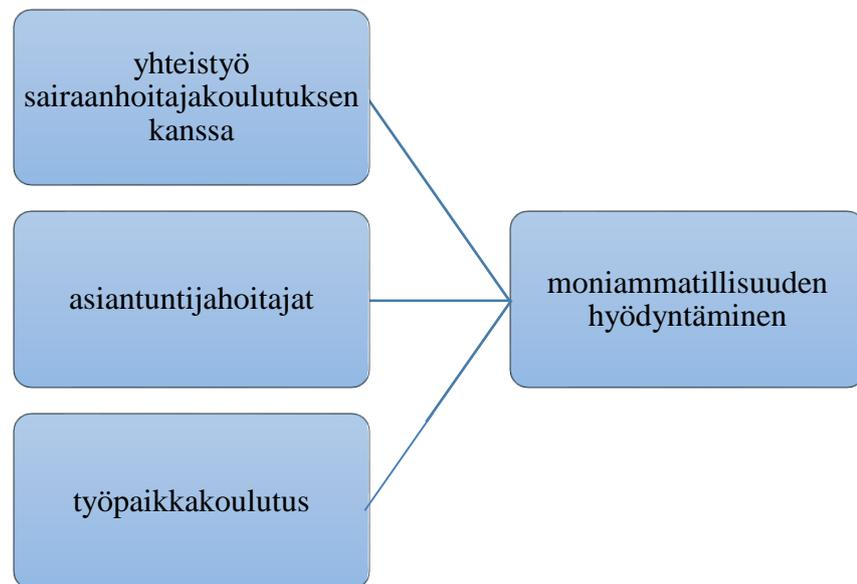 yhteistyö
sairaanhoitajakoulutuksen
kanssa
asiantuntijahoitajat
moniammatillisuuden
hyödyntäminen
työpaikkakoulutus